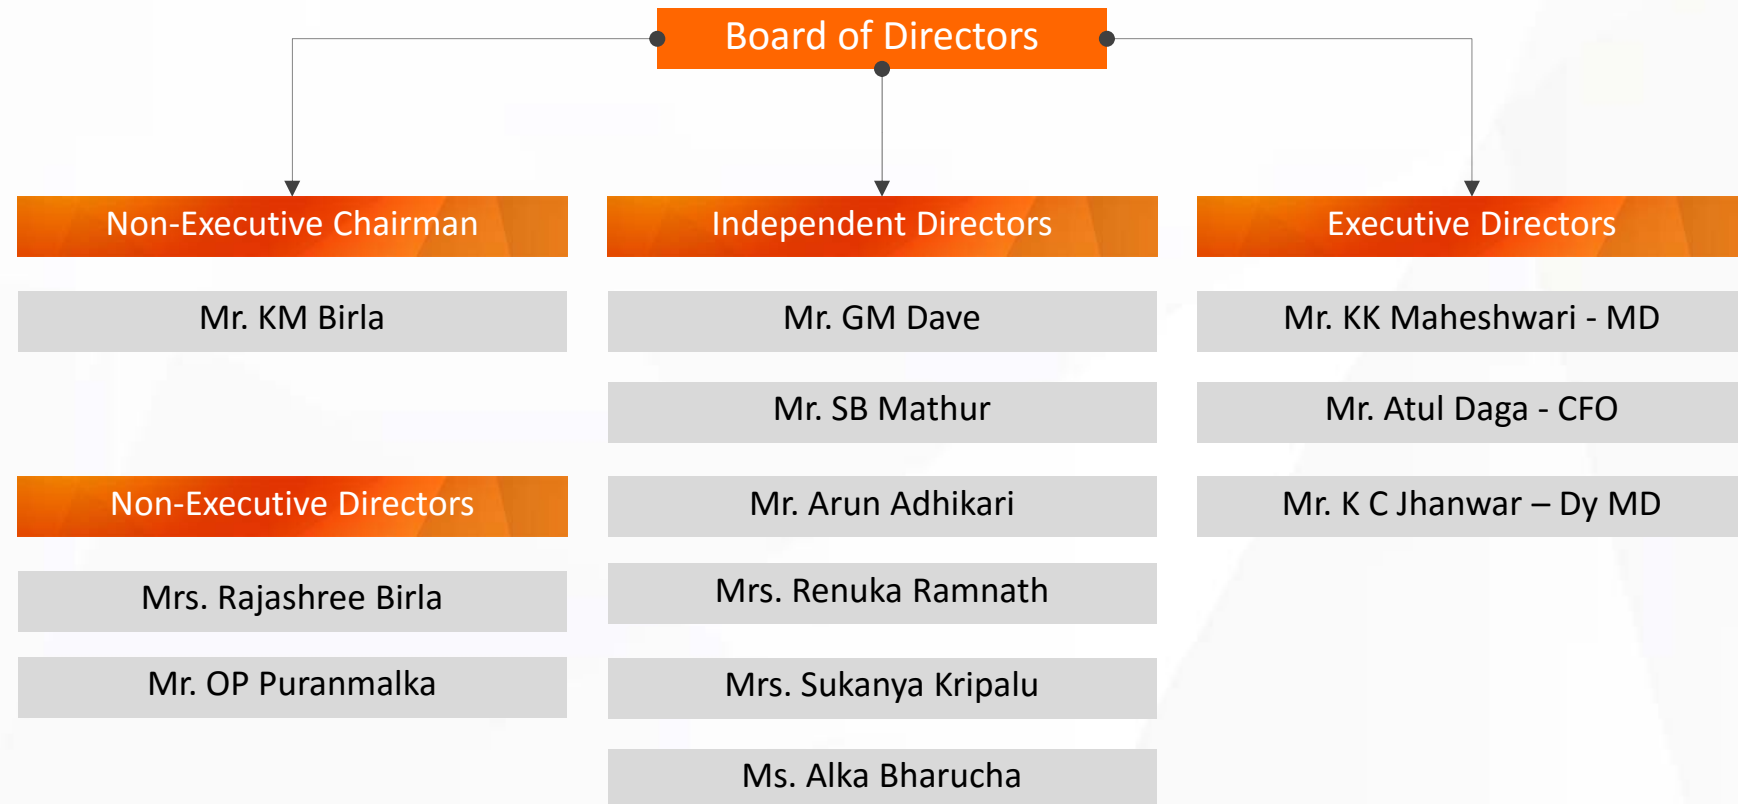 Board of Directors
Non-Executive Chairman
Mr. KM Birla
Non-Executive Directors
Mrs. Rajashree Birla
Mr. OP Puranmalka
Independent Directors
Mr. GM Dave
Mr. SB Mathur
Mr. Arun Adhikari
Mrs. Renuka Ramnath
Mrs. Sukanya Kripalu
Ms. Alka Bharucha
Executive Directors
Mr. KK Maheshwari - MD
Mr. Atul Daga - CFO
Mr. K C Jhanwar – Dy MD